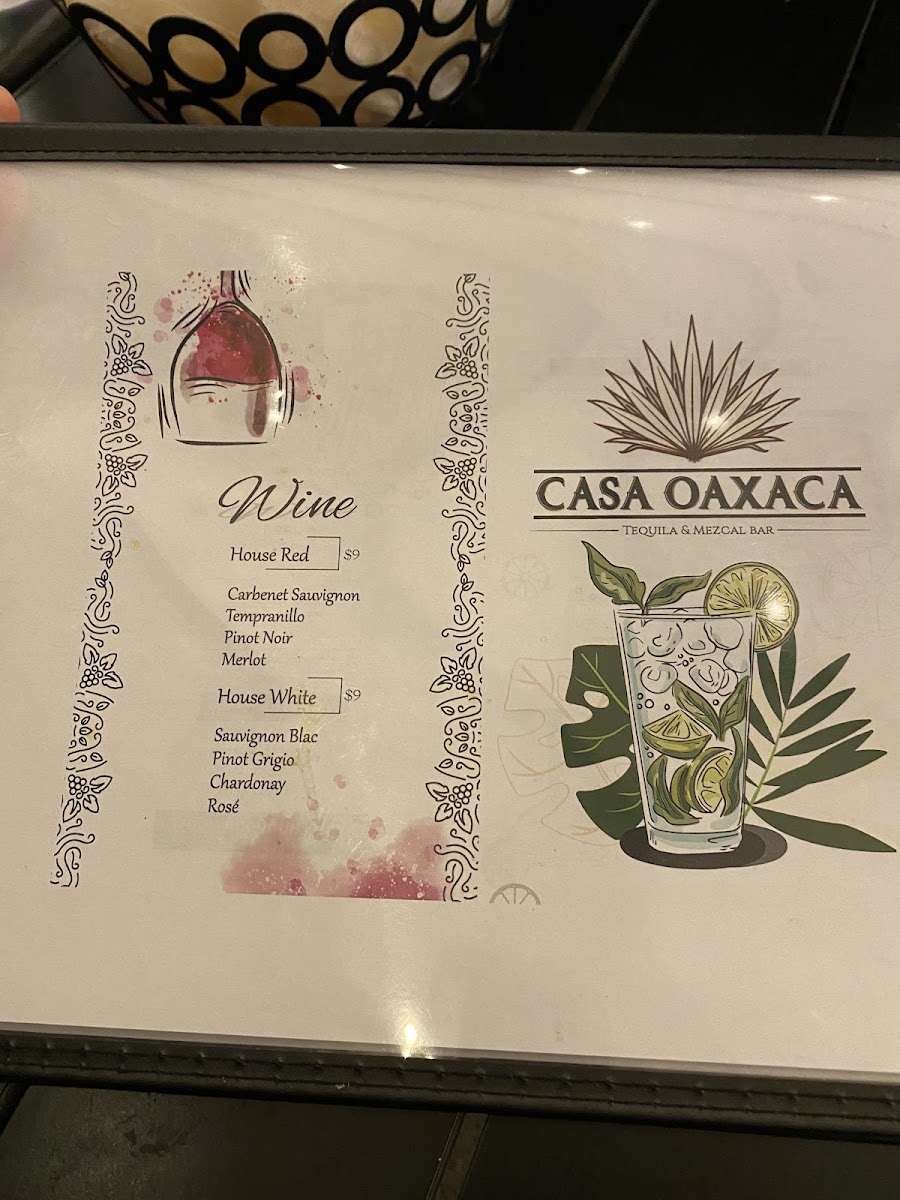 Wine
House Red $9
Carbenet Sauvignon
Tempranillo
Pinot Noir
Merlot
House White $9
Sauvignon Blac
Pinot Grigio
Chardonay
Rosé
CASA OAXACA
TEQUILA & MEZCAL BAR